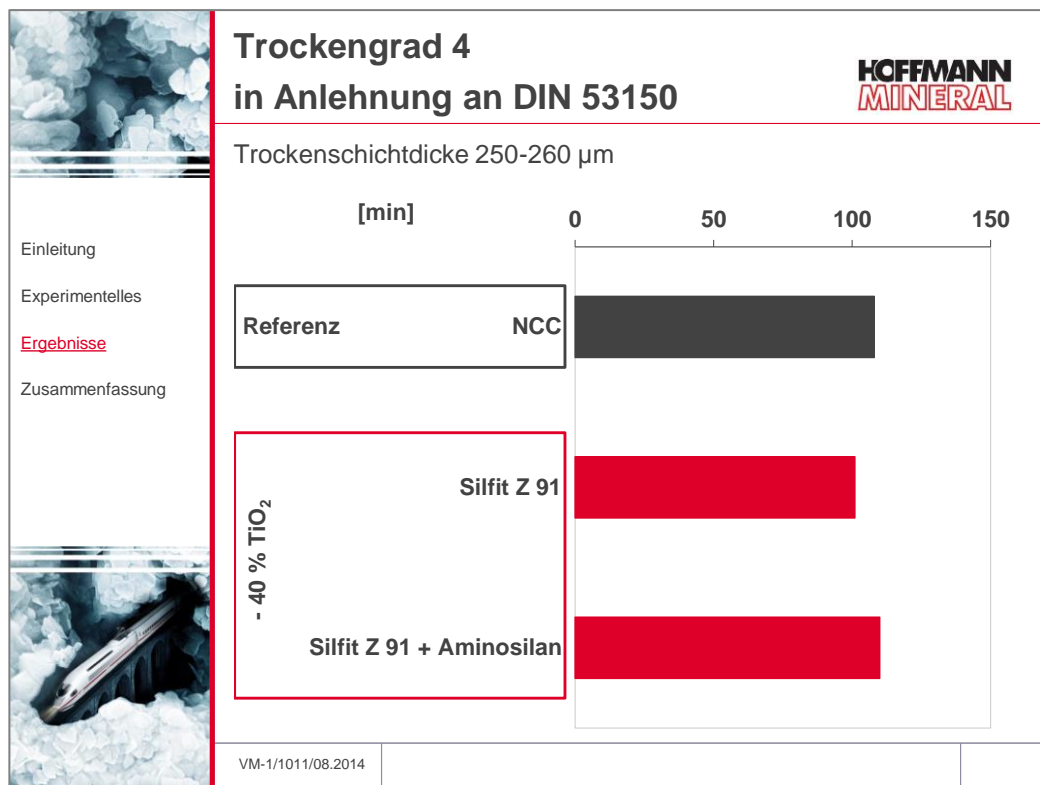 Trockengrad 4
in Anlehnung an DIN 53150
HOFFMANN
MINERAL
Trockenschichtdicke 250-260 µm
Einleitung
Experimentelles
Ergebnisse
Zusammenfassung
[min]
0 50 100 150
Referenz NCC
- 40 % TiO₂
Silfit Z 91
Silfit Z 91 + Aminosilan
VM-1/1011/08.2014